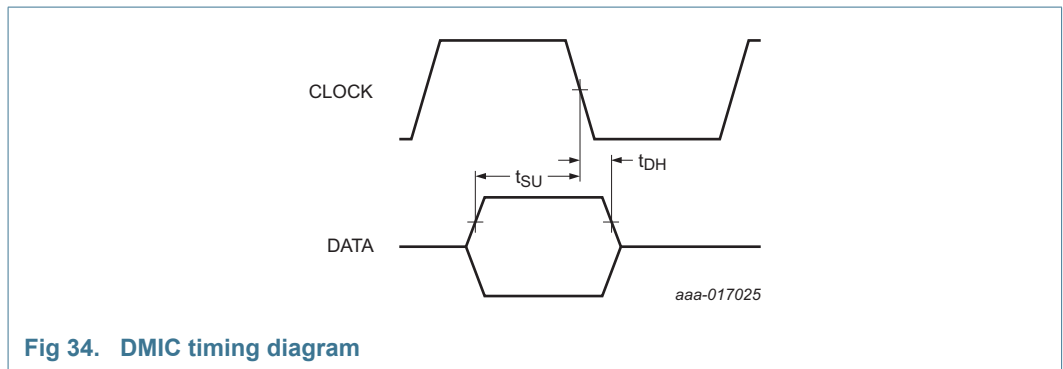 CLOCK
tDH
tSU
DATA
aaa-017025
Fig 34. DMIC timing diagram